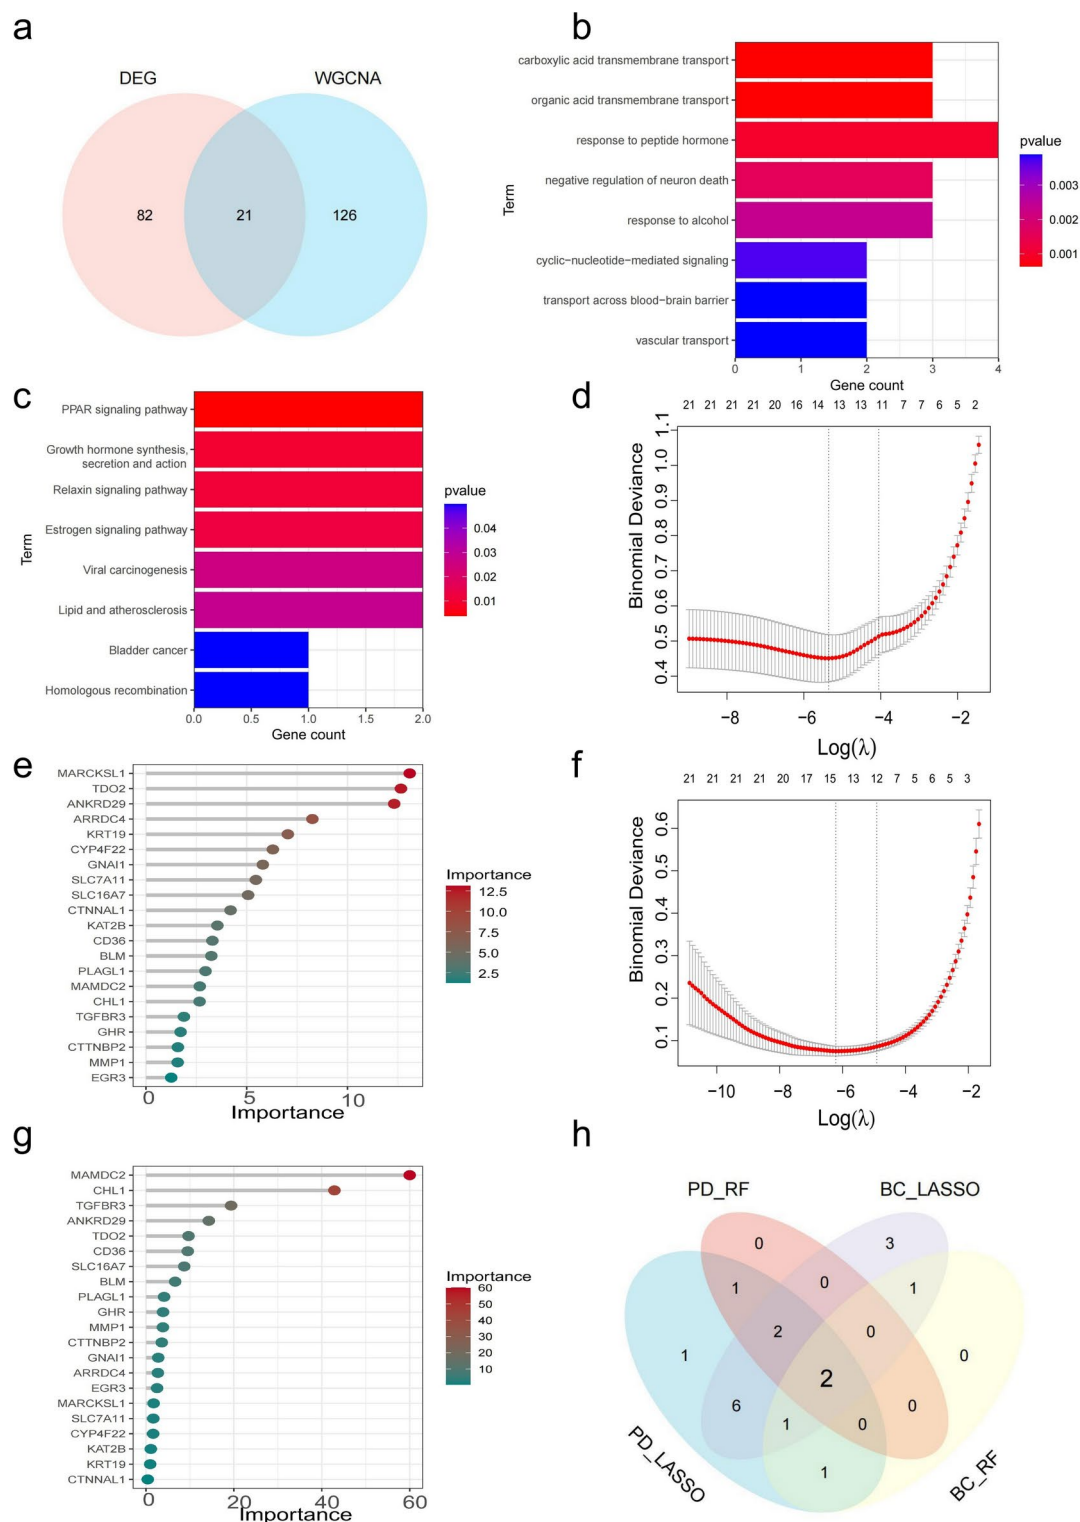 a
DEG
WGCNA
82
21
126
b
carboxylic acid transmembrane transport
organic acid transmembrane transport
response to peptide hormone
negative regulation of neuron death
response to alcohol
cyclic−nucleotide−mediated signaling
transport across blood−brain barrier
vascular transport
Term
0 1 2 3 4
Gene count
pvalue
0.003
0.002
0.001
c
PPAR signaling pathway
Growth hormone synthesis,
secretion and action
Relaxin signaling pathway
Estrogen signaling pathway
Viral carcinogenesis
Lipid and atherosclerosis
Bladder cancer
Homologous recombination
Term
0.0 0.5 1.0 1.5 2.0
Gene count
pvalue
0.04
0.03
0.02
0.01
d
21 21 21 21 20 16 14 13 13 11 7 7 6 5 2
Binomial Deviance
1.1
1.0
0.9
0.8
0.7
0.6
0.5
0.4
−8 −6 −4 −2
Log(λ)
e
MARCKSL1
TDO2
ANKRD29
ARRDC4
KRT19
CYP4F22
GNAI1
SLC7A11
SLC16A7
CTNNAL1
KAT2B
CD36
BLM
PLAGL1
MAMDC2
CHL1
TGFBR3
GHR
CTTNBP2
MMP1
EGR3
0 5 10
Importance
Importance
12.5
10.0
7.5
5.0
2.5
f
21 21 21 21 20 17 15 13 12 7 5 6 5 3
Binomial Deviance
0.6
0.5
0.4
0.3
0.2
0.1
−10 −8 −6 −4 −2
Log(λ)
g
MAMDC2
CHL1
TGFBR3
ANKRD29
TDO2
CD36
SLC16A7
BLM
PLAGL1
GHR
MMP1
CTTNBP2
GNAI1
ARRDC4
EGR3
MARCKSL1
SLC7A11
CYP4F22
KAT2B
KRT19
CTNNAL1
0 20 40 60
Importance
Importance
60
50
40
30
20
10
h
PD_RF
BC_LASSO
0
3
1
0
1
2
0
1
2
0
6
1
0
0
1
PD_LASSO
BC_RF